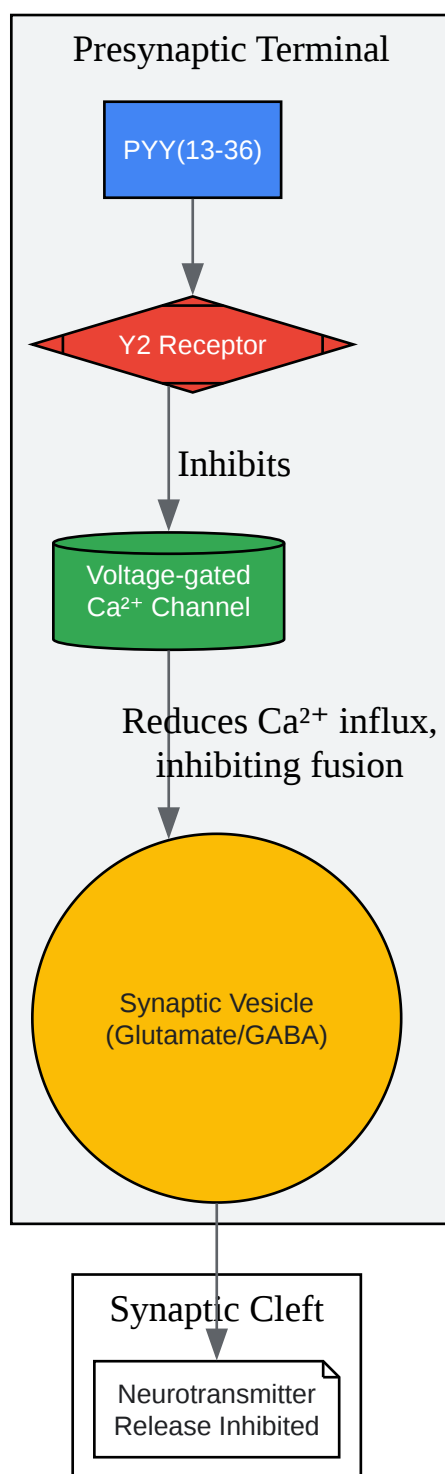 Presynaptic Terminal
PYY(13-36)
Y2 Receptor
Inhibits
Voltage-gated
Ca²⁺ Channel
Reduces Ca²⁺ influx,
inhibiting fusion
Synaptic Vesicle
(Glutamate/GABA)
Synaptic Cleft
Neurotransmitter
Release Inhibited